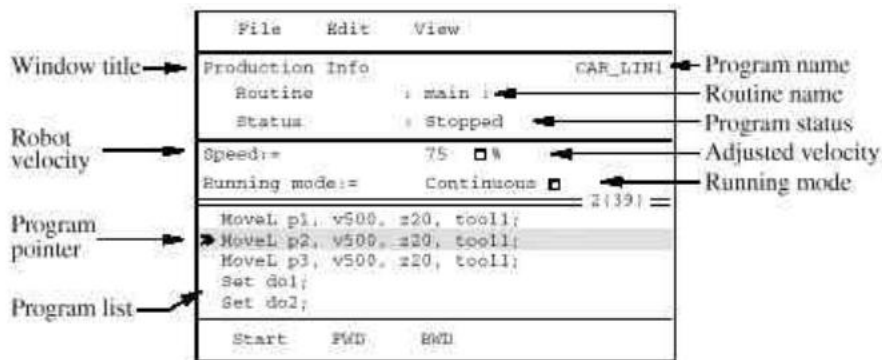 File Edit View
Window title
Production Info CAR_LIN1
Program name
Routine : main :
Routine name
Status : Stopped
Program status
Robot velocity
Speed:= 75 %
Adjusted velocity
Running mode:= Continuous
Running mode
2(39)
MoveL p1, v500, z20, tool1;
Program pointer
MoveL p2, v500, z20, tool1;
MoveL p3, v500, z20, tool1;
Program list
Set do1;
Set do2;
Start FWD BWD